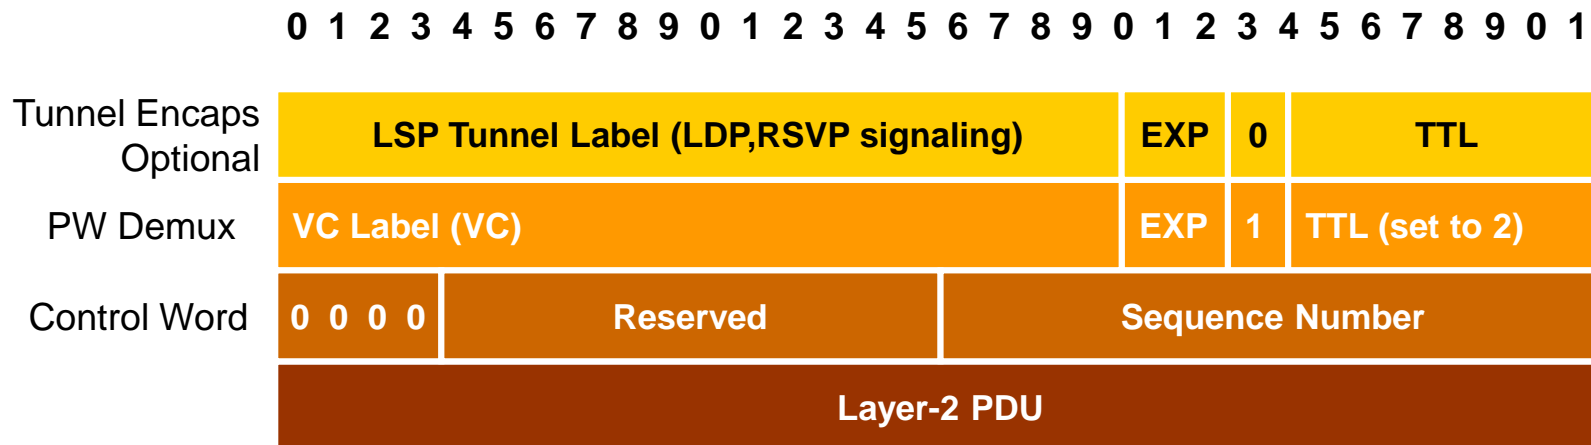 0 1 2 3 4 5 6 7 8 9 0 1 2 3 4 5 6 7 8 9 0 1 2 3 4 5 6 7 8 9 0 1
Tunnel Encaps
Optional
LSP Tunnel Label (LDP,RSVP signaling) EXP 0 TTL
PW Demux VC Label (VC) EXP 1 TTL (set to 2)
Control Word 0 0 0 0 Reserved Sequence Number
Layer-2 PDU